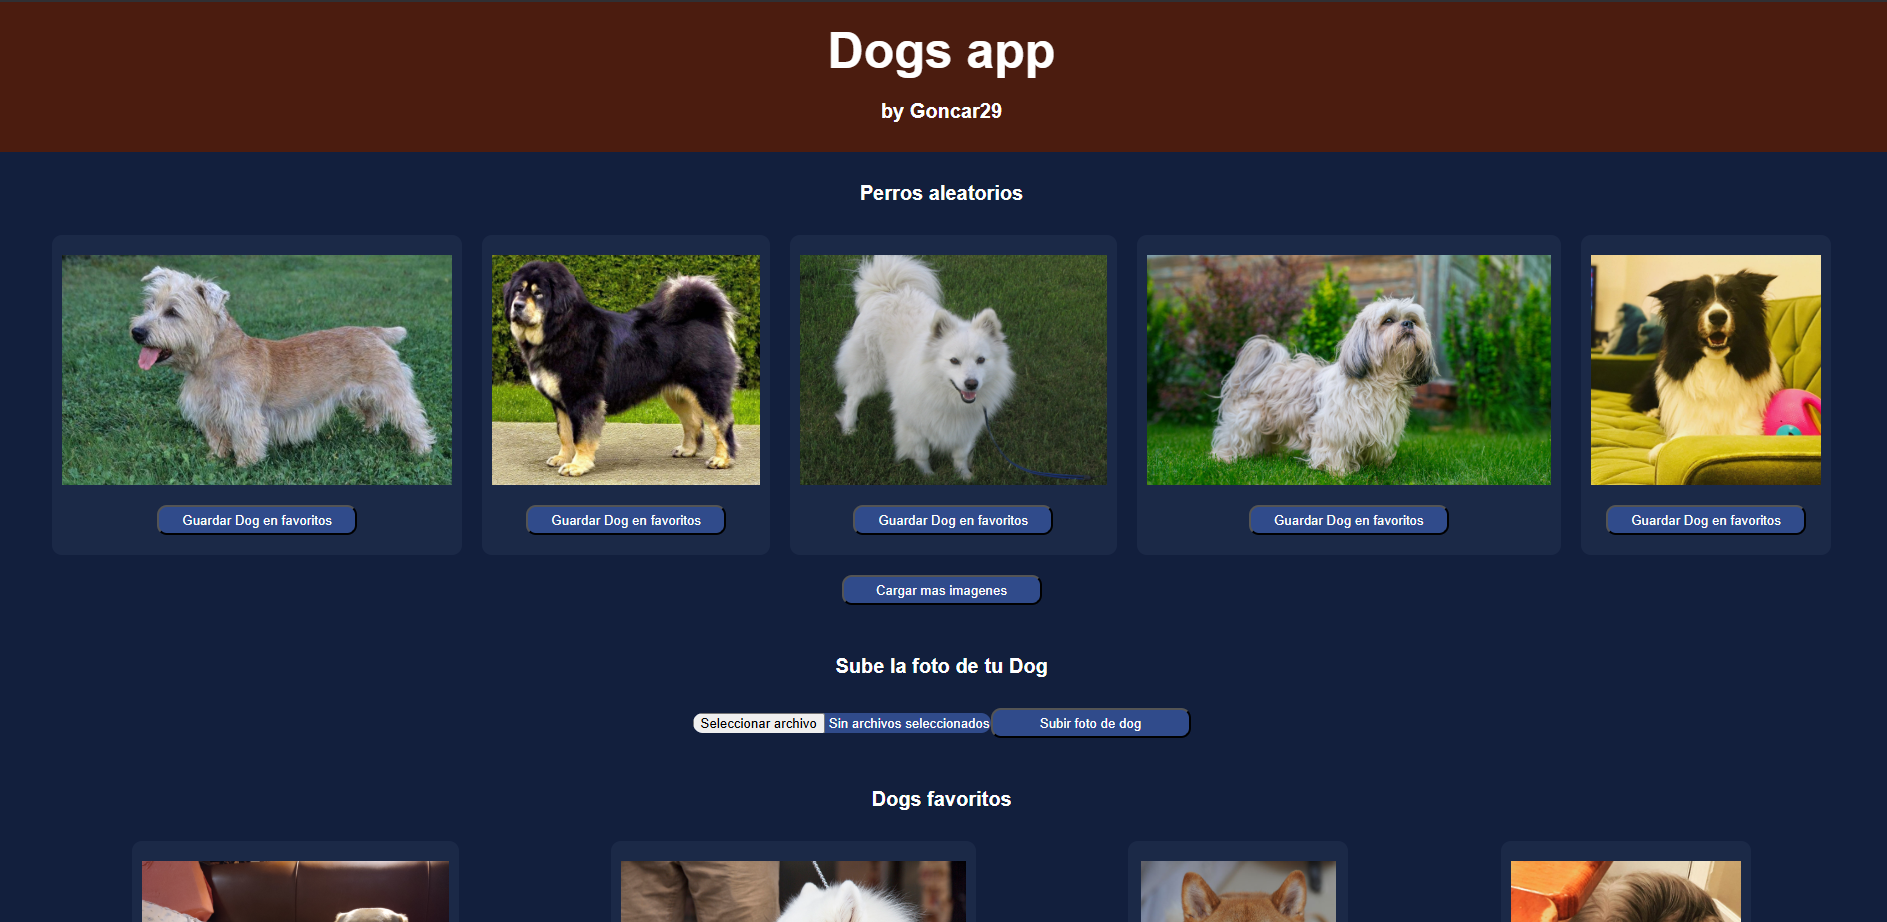 Dogs app
by Goncar29
Perros aleatorios
Guardar Dog en favoritos
Guardar Dog en favoritos
Guardar Dog en favoritos
Guardar Dog en favoritos
Guardar Dog en favoritos
Cargar mas imagenes
Sube la foto de tu Dog
Seleccionar archivo Sin archivos seleccionados Subir foto de dog
Dogs favoritos